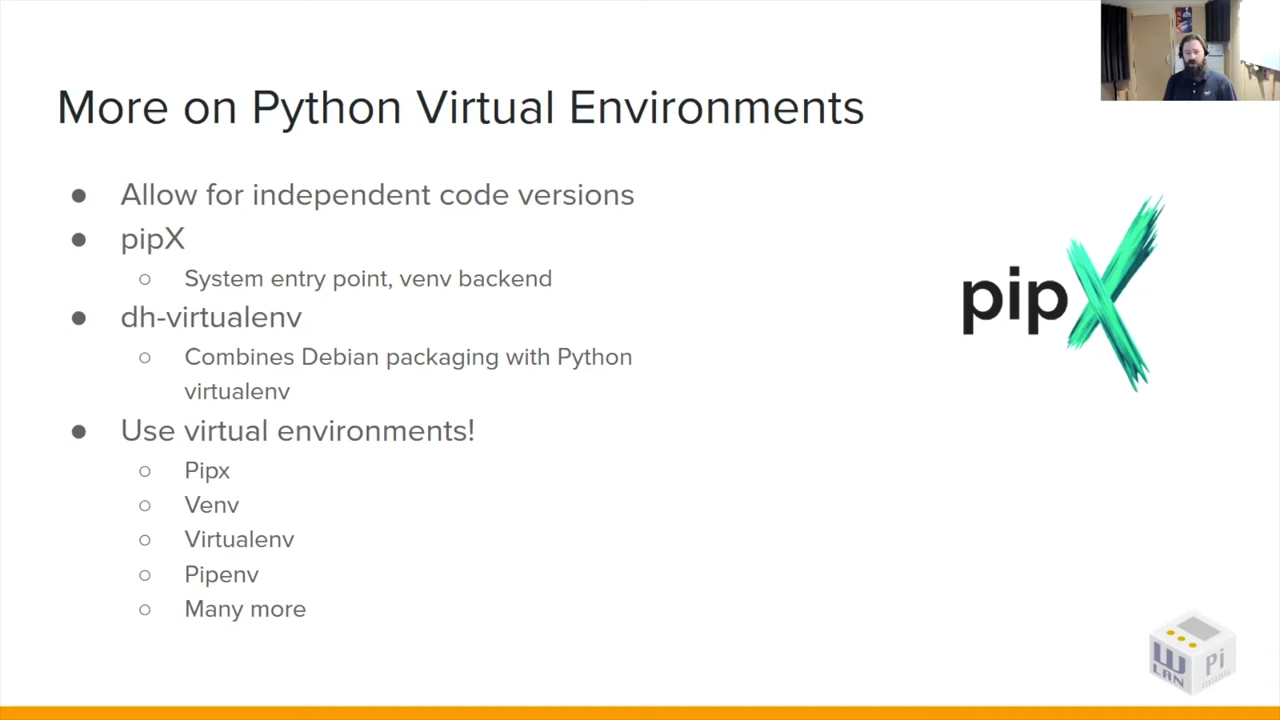 More on Python Virtual Environments
● Allow for independent code versions
● pipX
○ System entry point, venv backend
● dh-virtualenv
○ Combines Debian packaging with Python
virtualenv
● Use virtual environments!
○ Pipx
○ Venv
○ Virtualenv
○ Pipenv
○ Many more
pipX
W
LAN
Pi